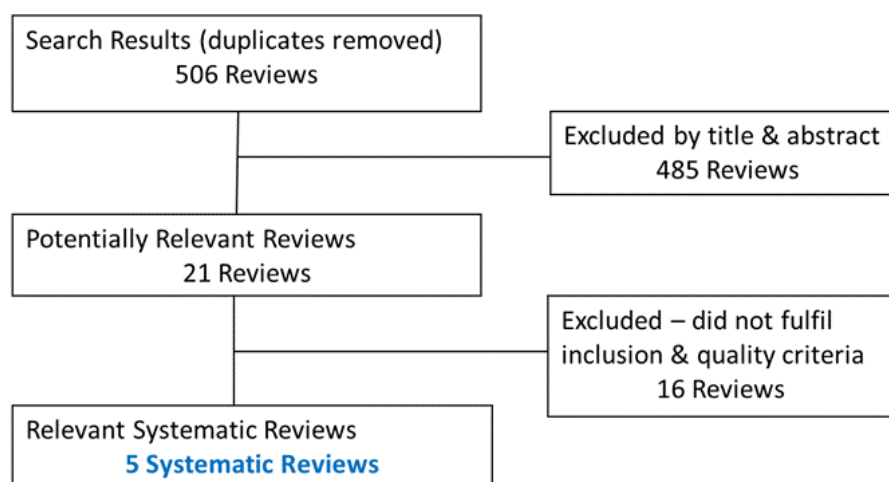 Search Results (duplicates removed)
506 Reviews
Excluded by title & abstract
485 Reviews
Potentially Relevant Reviews
21 Reviews
Excluded – did not fulfil
inclusion & quality criteria
16 Reviews
Relevant Systematic Reviews
5 Systematic Reviews